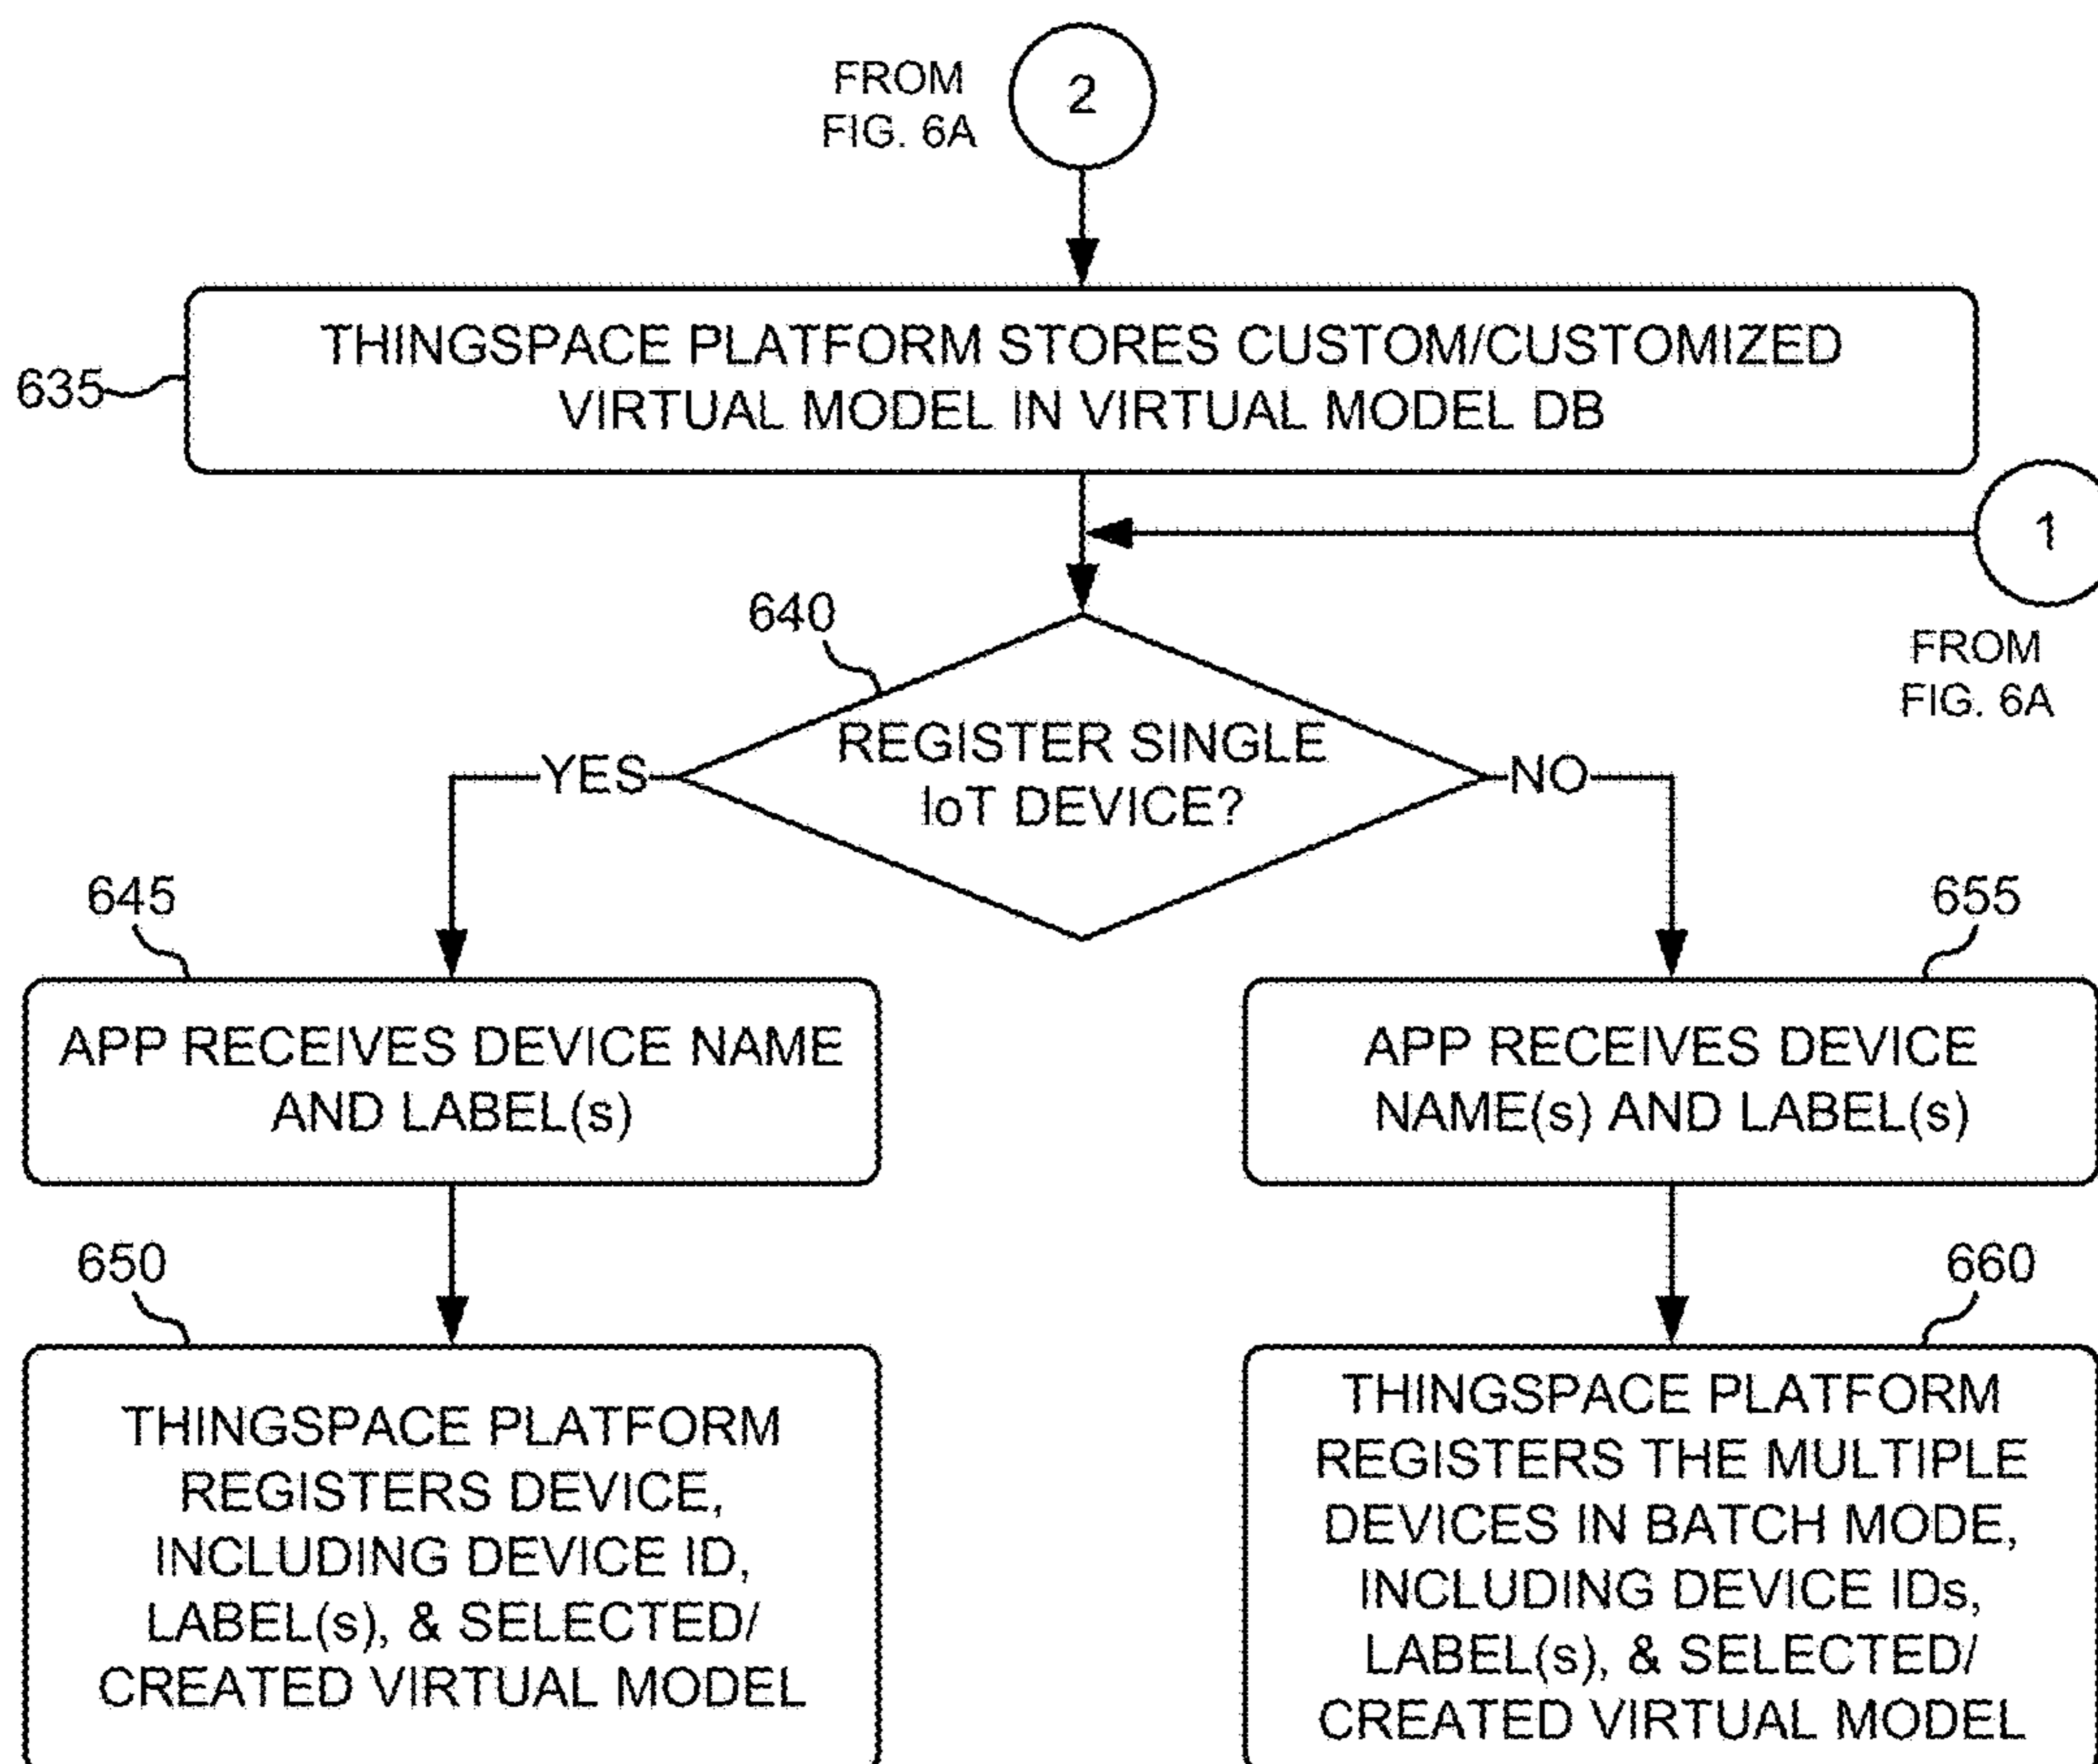 FROM
FIG. 6A
2
THINGSPACE PLATFORM STORES CUSTOM/CUSTOMIZED
VIRTUAL MODEL IN VIRTUAL MODEL DB
635
1
FROM
FIG. 6A
640
REGISTER SINGLE
IoT DEVICE?
YES
NO
645
APP RECEIVES DEVICE NAME
AND LABEL(s)
655
APP RECEIVES DEVICE
NAME(s) AND LABEL(s)
650
THINGSPACE PLATFORM
REGISTERS DEVICE,
INCLUDING DEVICE ID,
LABEL(s), & SELECTED/
CREATED VIRTUAL MODEL
660
THINGSPACE PLATFORM
REGISTERS THE MULTIPLE
DEVICES IN BATCH MODE,
INCLUDING DEVICE IDs,
LABEL(s), & SELECTED/
CREATED VIRTUAL MODEL